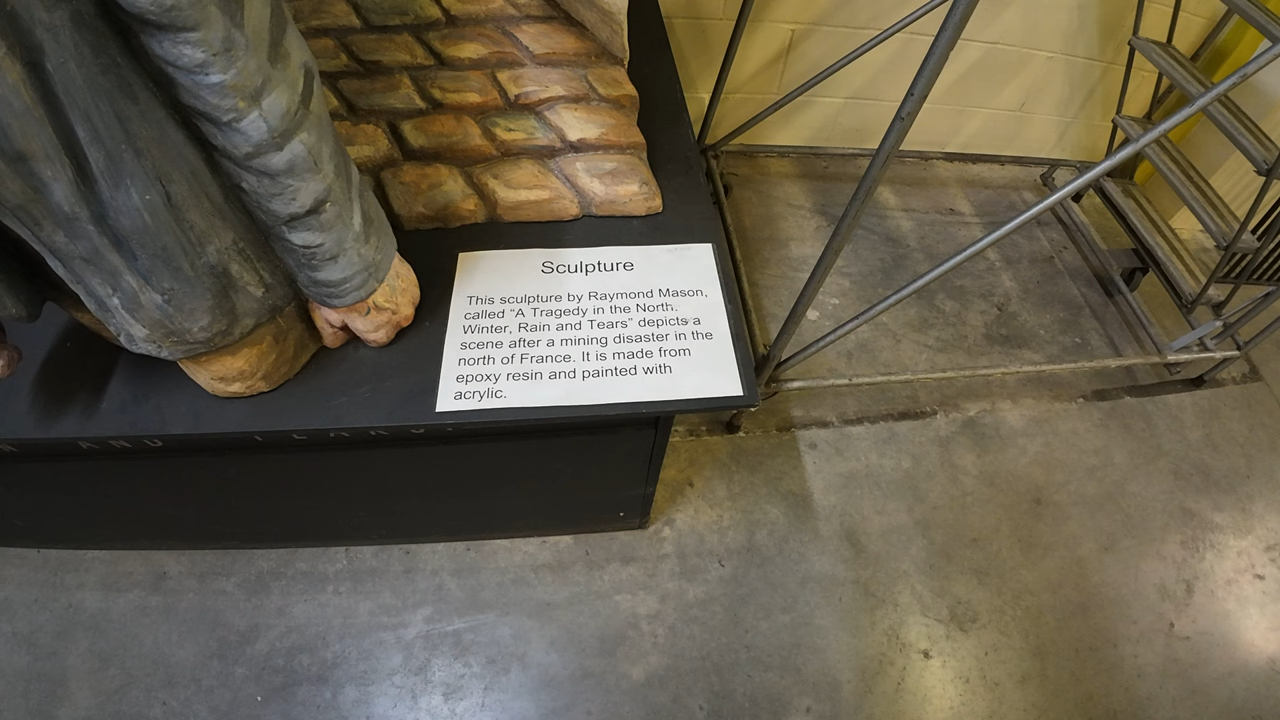 Sculpture
This sculpture by Raymond Mason,
called “A Tragedy in the North.
Winter, Rain and Tears” depicts a
scene after a mining disaster in the
north of France. It is made from
epoxy resin and painted with
acrylic.
AND